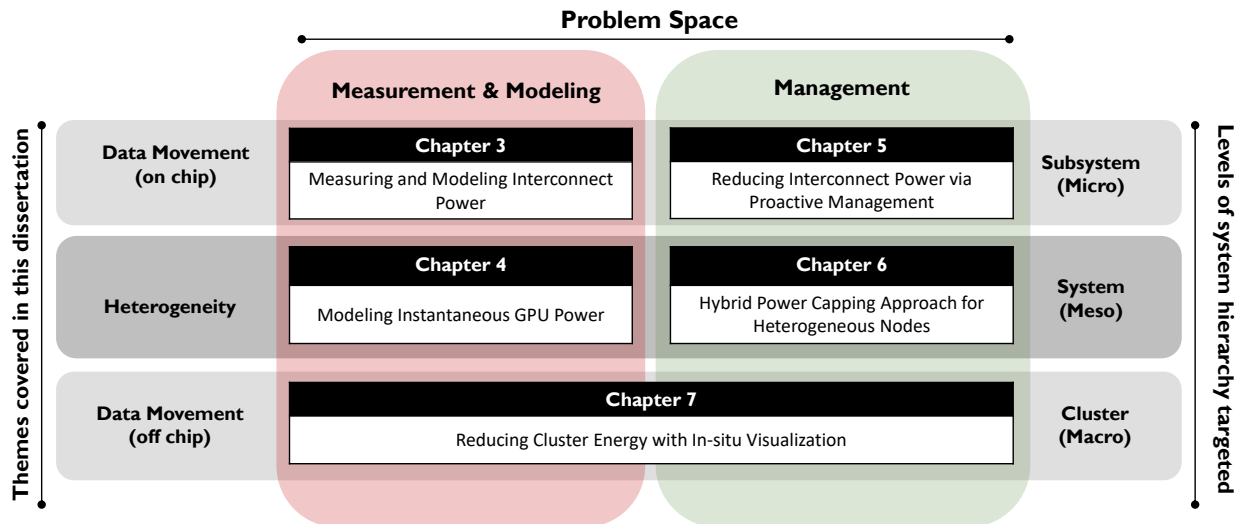 Problem Space
Measurement & Modeling
Management
Themes covered in this dissertation
Levels of system hierarchy targeted
Data Movement
(on chip)
Chapter 3
Measuring and Modeling Interconnect
Power
Chapter 5
Reducing Interconnect Power via
Proactive Management
Subsystem
(Micro)
Heterogeneity
Chapter 4
Modeling Instantaneous GPU Power
Chapter 6
Hybrid Power Capping Approach for
Heterogeneous Nodes
System
(Meso)
Data Movement
(off chip)
Chapter 7
Reducing Cluster Energy with In-situ Visualization
Cluster
(Macro)